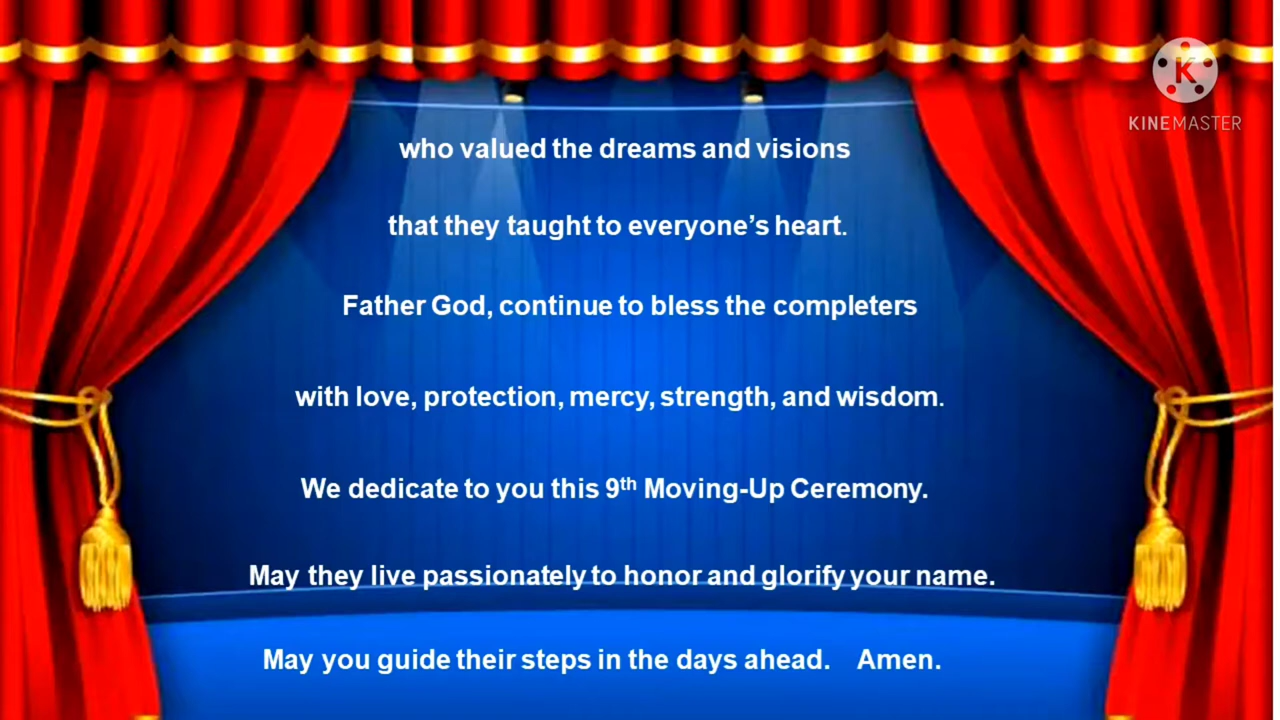 K
KINEMASTER
who valued the dreams and visions
that they taught to everyone's heart.
Father God, continue to bless the completers
with love, protection, mercy, strength, and wisdom.
We dedicate to you this 9th Moving-Up Ceremony.
May they live passionately to honor and glorify your name.
May you guide their steps in the days ahead. Amen.